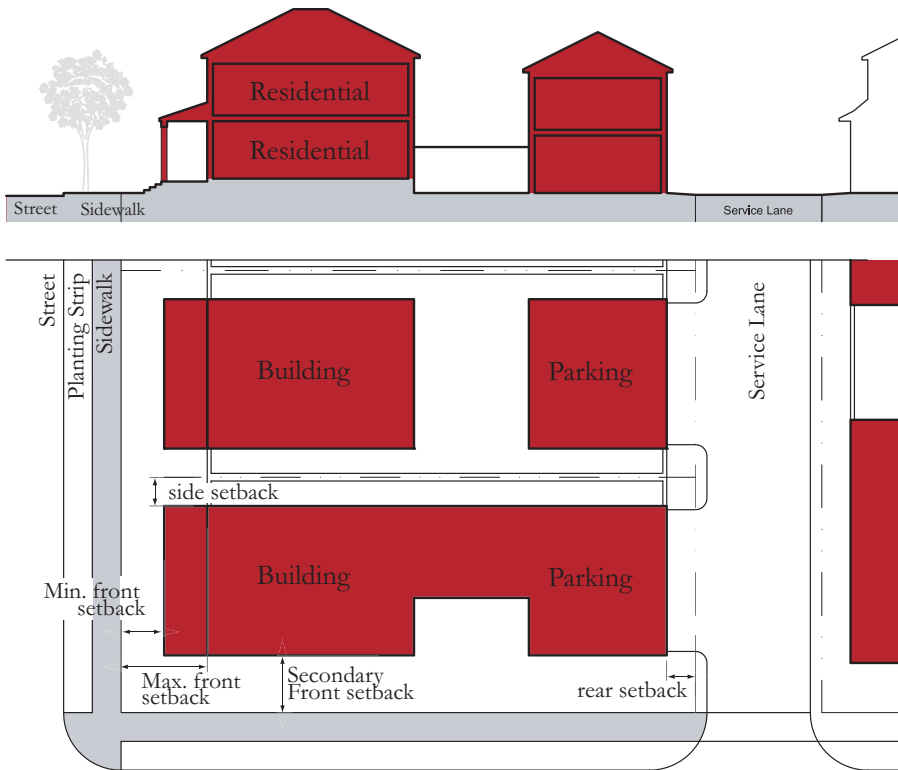 Residential
Residential
Street
Sidewalk
Service Lane
Street
Planting Strip
Sidewalk
Building
Parking
Service Lane
side setback
Building
Parking
Min. front
setback
Max. front
setback
Secondary
Front setback
rear setback